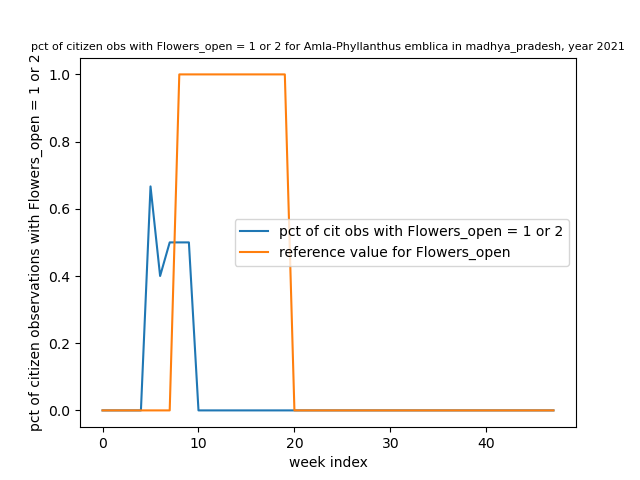 pct of citizen obs with Flowers_open = 1 or 2 for Amla-Phyllanthus emblica in madhya_pradesh, year 2021
pct of citizen observations with Flowers_open = 1 or 2
1.0
0.8
0.6
0.4
0.2
0.0
pct of cit obs with Flowers_open = 1 or 2
reference value for Flowers_open
0 10 20 30 40
week index